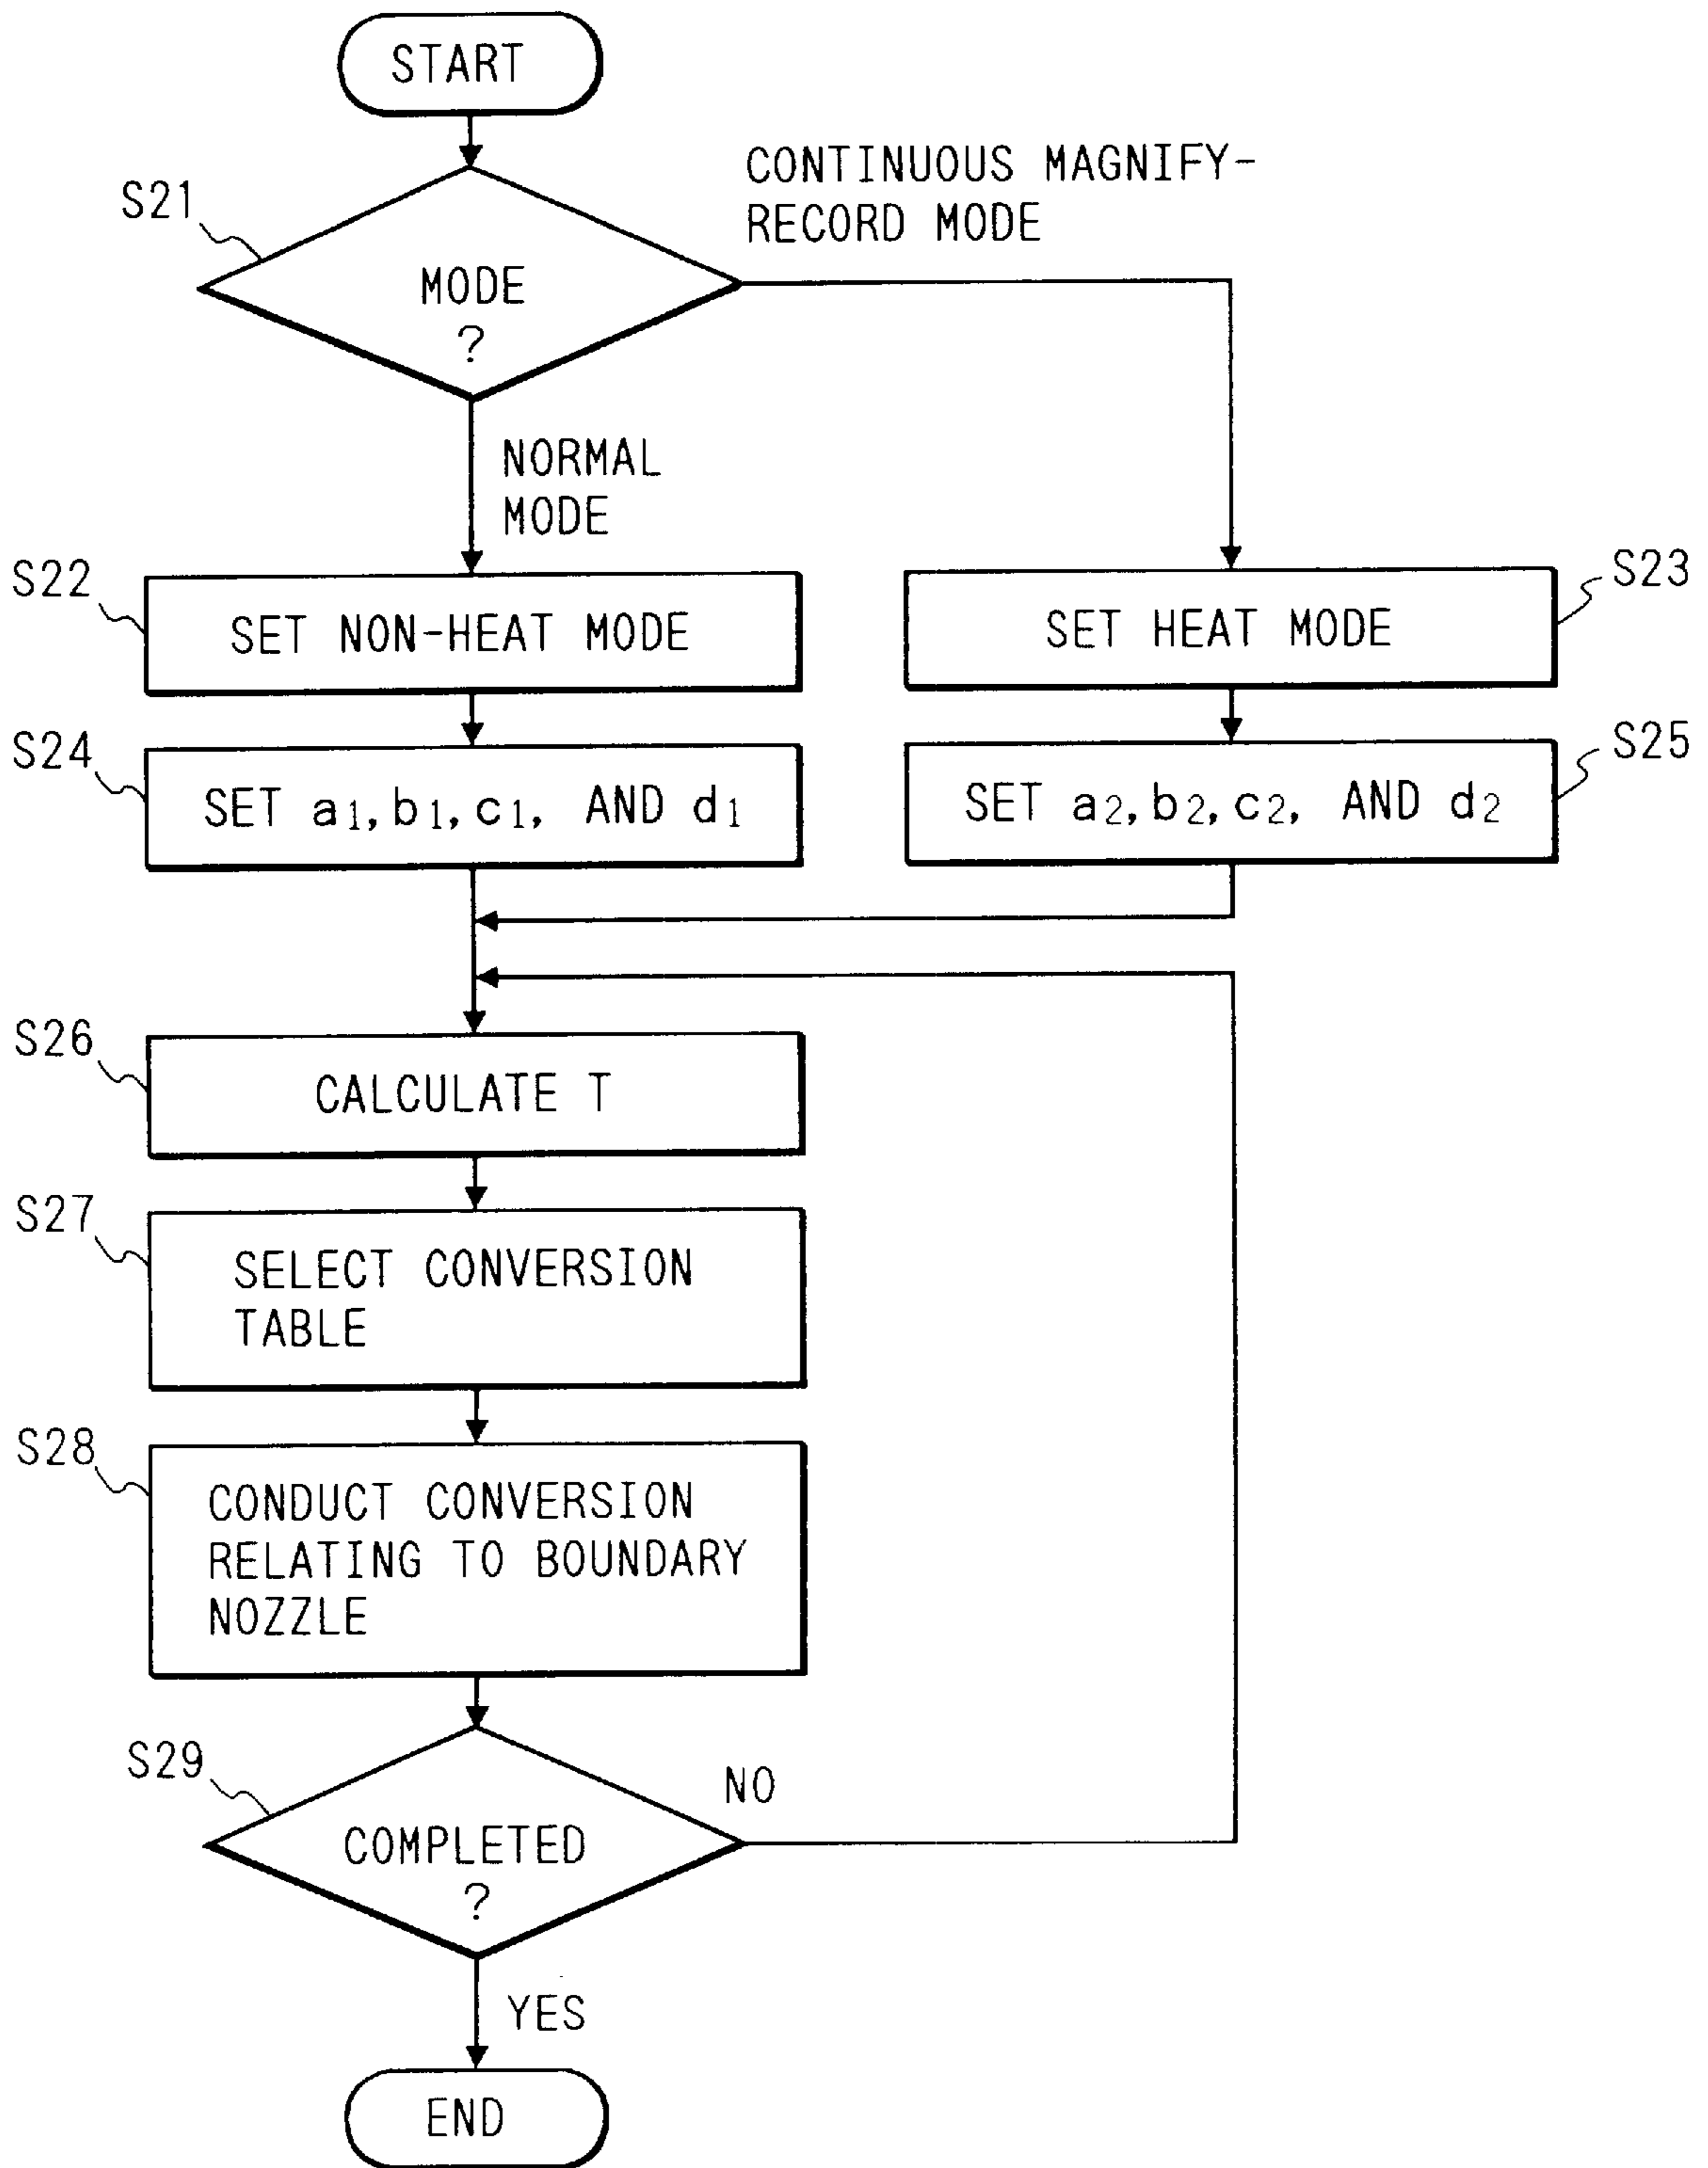 START
CONTINUOUS MAGNIFY-
RECORD MODE
S21
MODE
?
NORMAL
MODE
S22
SET NON-HEAT MODE
S23
SET HEAT MODE
S24
SET a1, b1, c1, AND d1
S25
SET a2, b2, c2, AND d2
S26
CALCULATE T
S27
SELECT CONVERSION
TABLE
S28
CONDUCT CONVERSION
RELATING TO BOUNDARY
NOZZLE
S29
COMPLETED
?
NO
YES
END